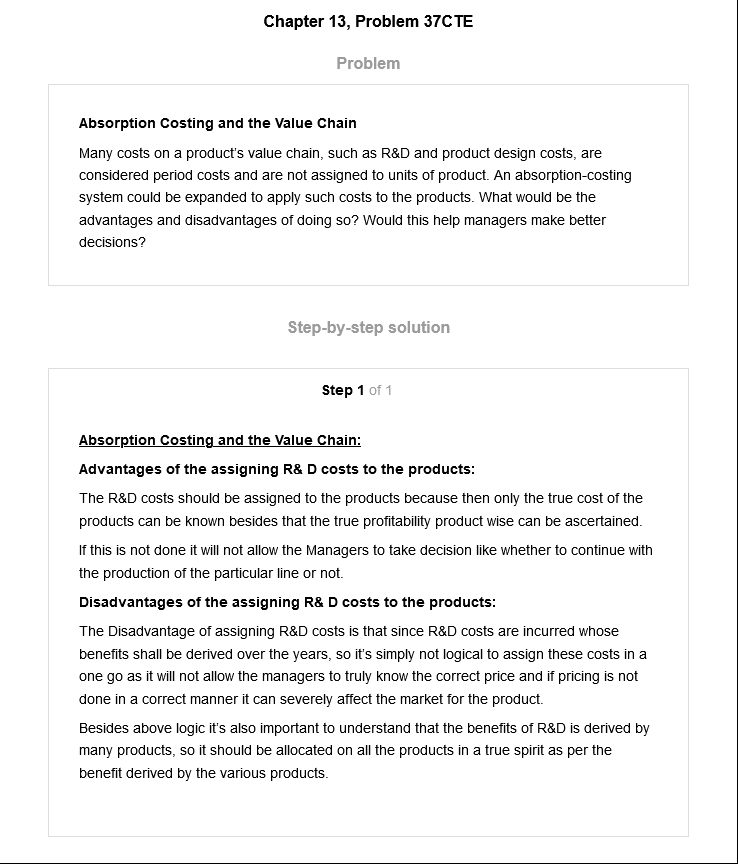 Chapter 13, Problem 37CTE
Problem
Absorption Costing and the Value Chain
Many costs on a product's value chain, such as R&D and product design costs, are
considered period costs and are not assigned to units of product. An absorption-costing
system could be expanded to apply such costs to the products. What would be the
advantages and disadvantages of doing so? Would this help managers make better
decisions?
Step-by-step solution
Step 1 of 1
Absorption Costing and the Value Chain:
Advantages of the assigning R& D costs to the products:
The R&D costs should be assigned to the products because then only the true cost of the
products can be known besides that the true profitability product wise can be ascertained.
If this is not done it will not allow the Managers to take decision like whether to continue with
the production of the particular line or not.
Disadvantages of the assigning R& D costs to the products:
The Disadvantage of assigning R&D costs is that since R&D costs are incurred whose
benefits shall be derived over the years, so it's simply not logical to assign these costs in a
one go as it will not allow the managers to truly know the correct price and if pricing is not
done in a correct manner it can severely affect the market for the product.
Besides above logic it's also important to understand that the benefits of R&D is derived by
many products, so it should be allocated on all the products in a true spirit as per the
benefit derived by the various products.